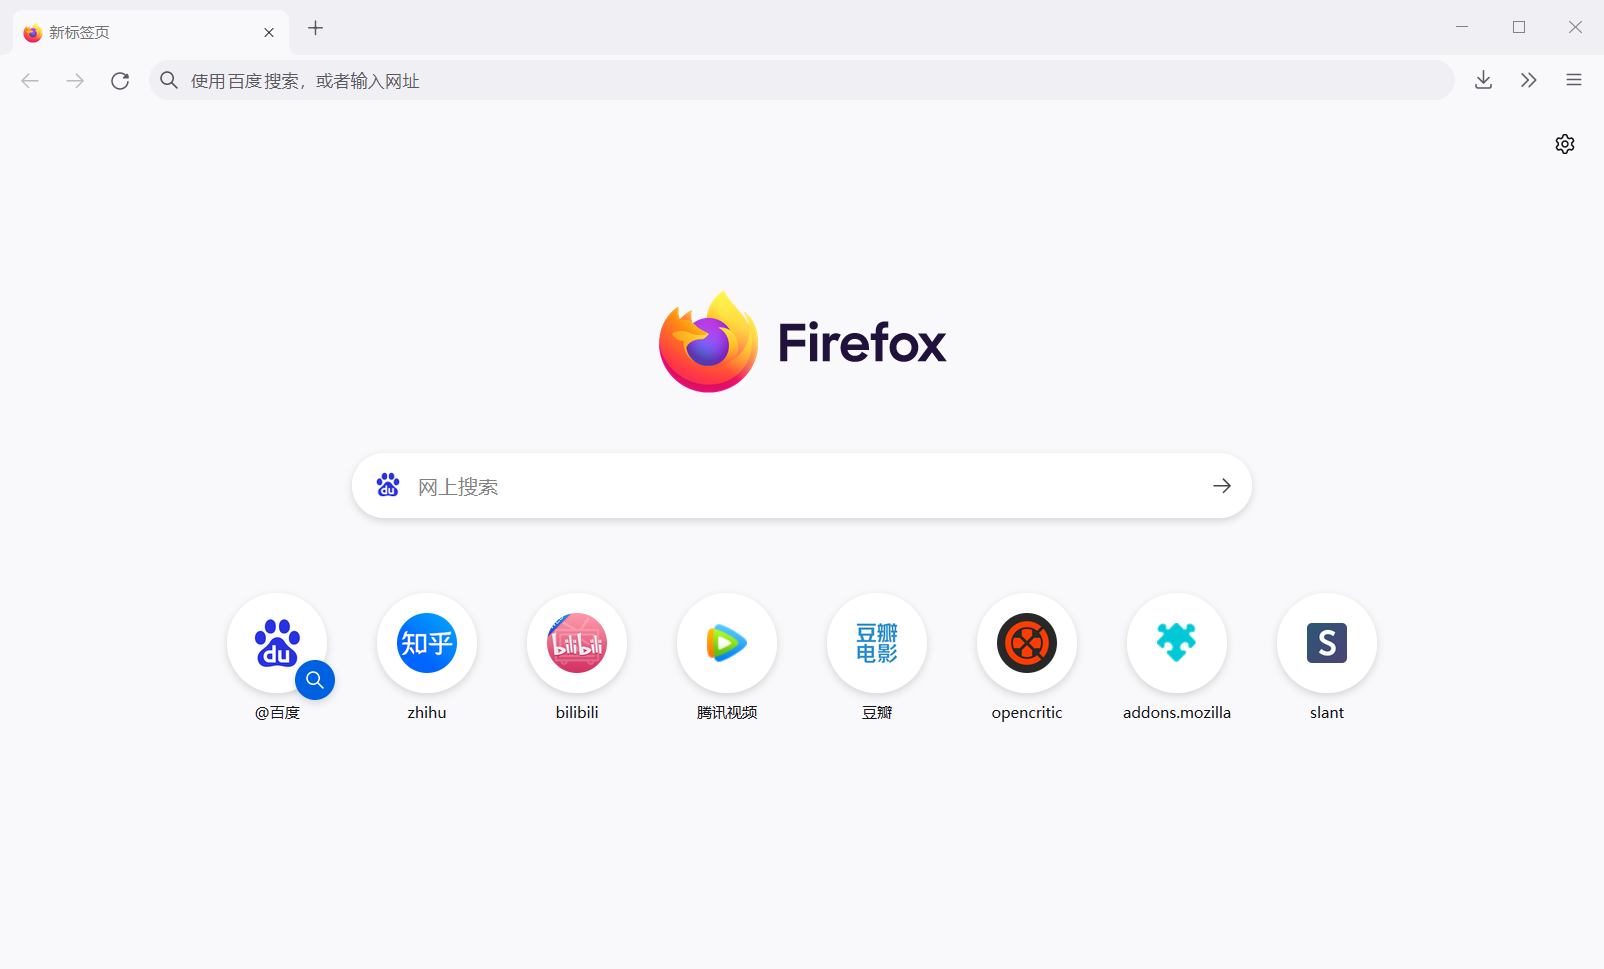 新标签页
使用百度搜索，或者输入网址
Firefox
du 网上搜索
du
知乎
bilibili
豆瓣
电影
S
@百度
zhihu
bilibili
腾讯视频
豆瓣
opencritic
addons.mozilla
slant